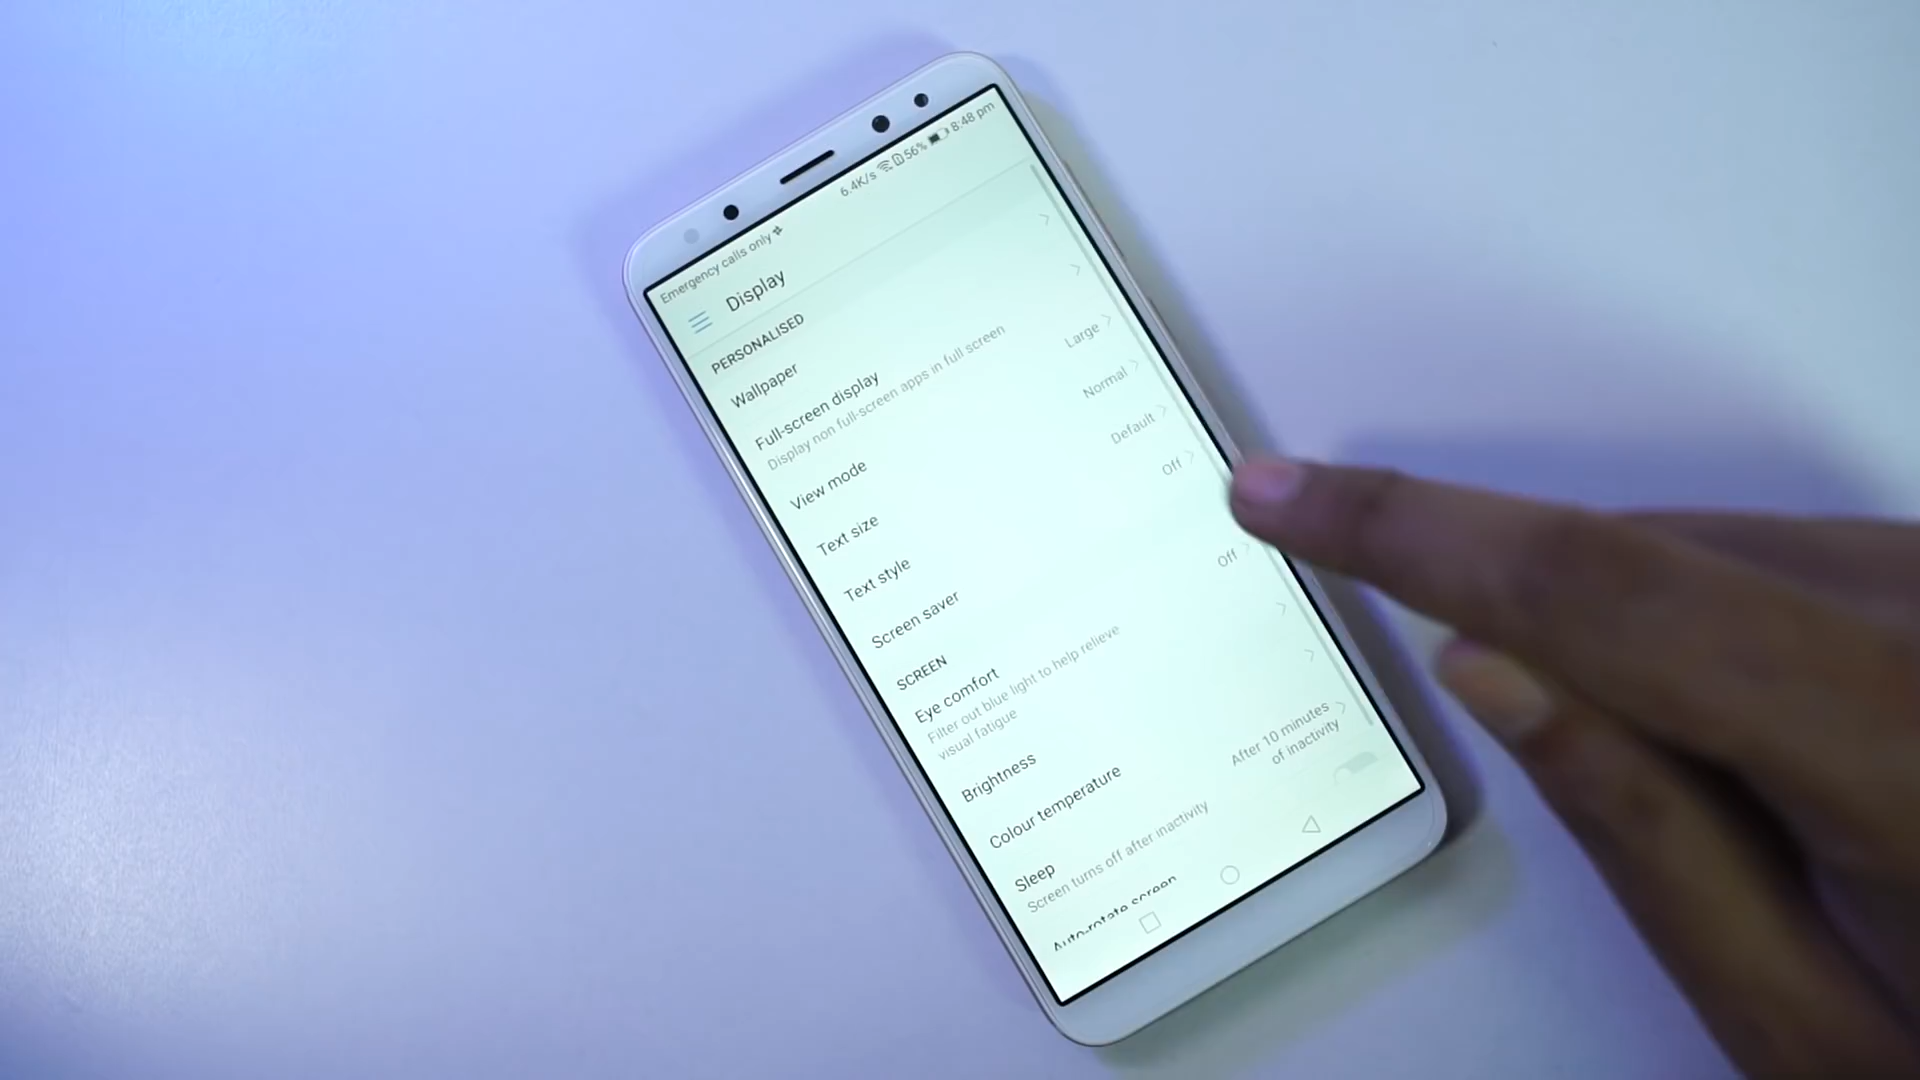 Emergency calls only 6.4K/s 56% 8:48 pm
Display
PERSONALISED
Wallpaper
Full-screen display
Display non full-screen apps in full screen
View mode Large
Text size Normal
Text style Default
Screen saver Off
SCREEN
Eye comfort Off
Filter out blue light to help relieve
visual fatigue
Brightness
Colour temperature
Sleep After 10 minutes
of inactivity
Screen turns off after inactivity
Auto-rotate screen